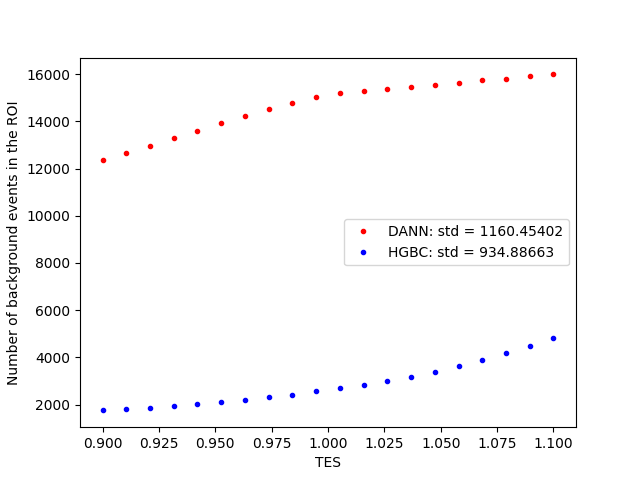 16000
14000
12000
10000
8000
6000
4000
2000
Number of background events in the ROI
DANN: std = 1160.45402
HGBC: std = 934.88663
0.900 0.925 0.950 0.975 1.000 1.025 1.050 1.075 1.100
TES